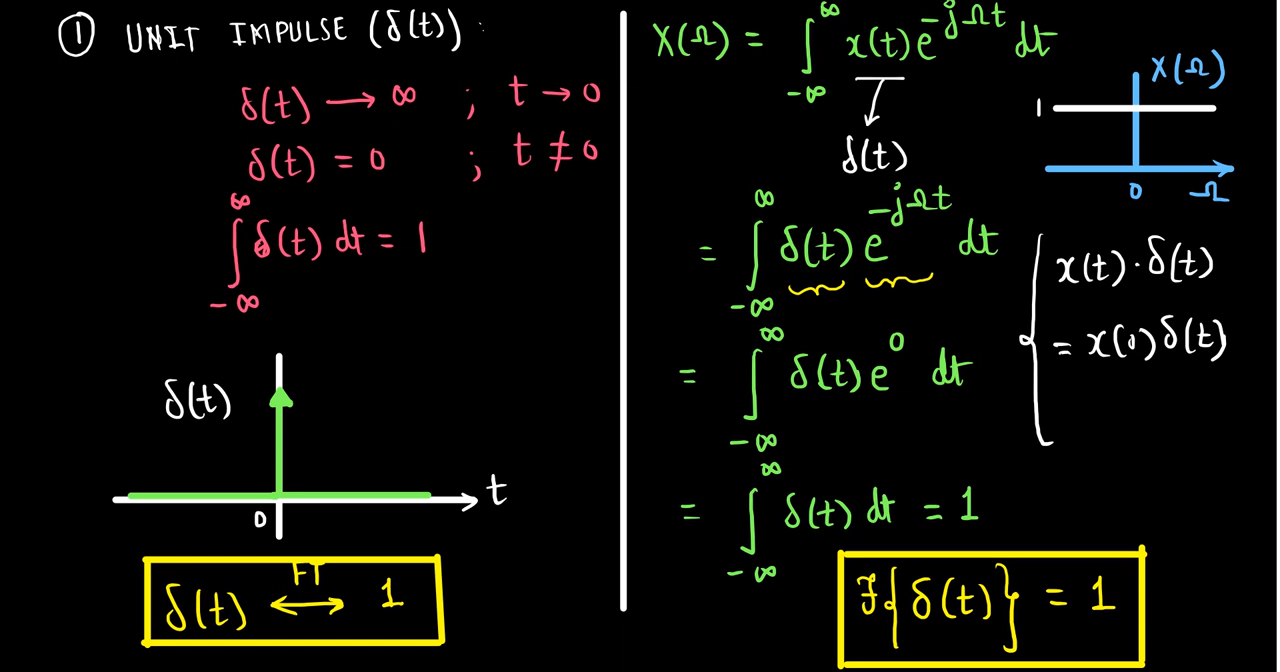 ① UNIT IMPULSE (δ(t)) :
δ(t) → ∞ ; t → 0
δ(t) = 0 ; t ≠ 0
∫_{-∞}^{∞} δ(t) dt = 1
δ(t)
t
0
δ(t) ⟷^{FT} 1
X(Ω) = ∫_{-∞}^{∞} x(t) e^{-jΩt} dt
δ(t)
= ∫_{-∞}^{∞} δ(t) e^{-jΩt} dt
= ∫_{-∞}^{∞} δ(t) e^{0} dt
= ∫_{-∞}^{∞} δ(t) dt = 1
X(Ω)
1
0 Ω
x(t)·δ(t)
= x(0) δ(t)
ℱ{δ(t)} = 1